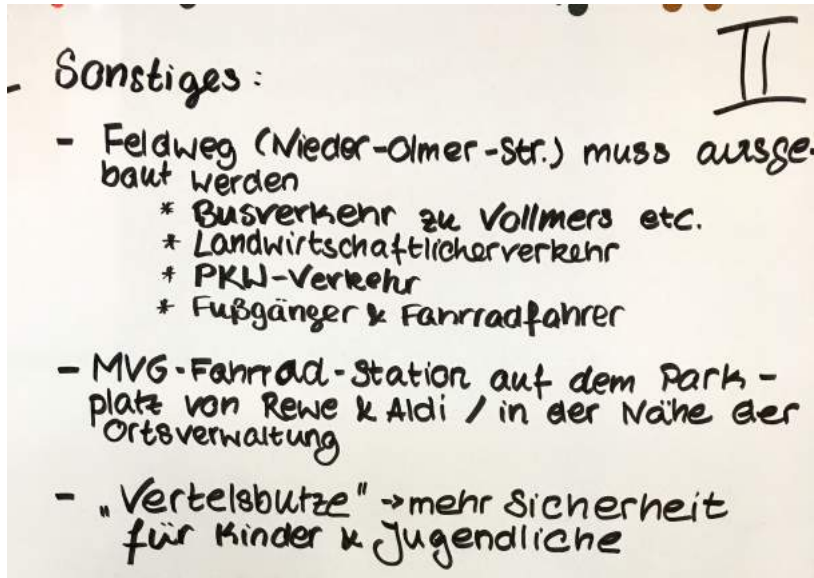 II
Sonstiges:
- Feldweg (Nieder-Olmer-Str.) muss ausge-
baut werden
* Busverkehr zu Vollmers etc.
* Landwirtschaftlicherverkehr
* PKW-Verkehr
* Fußgänger & Fahrradfahrer
- MVG-Fahrrad-Station auf dem Park-
platz von Rewe & Aldi / in der Nähe der
Ortsverwaltung
- „Vertelsbutze" → mehr Sicherheit
für Kinder & Jugendliche